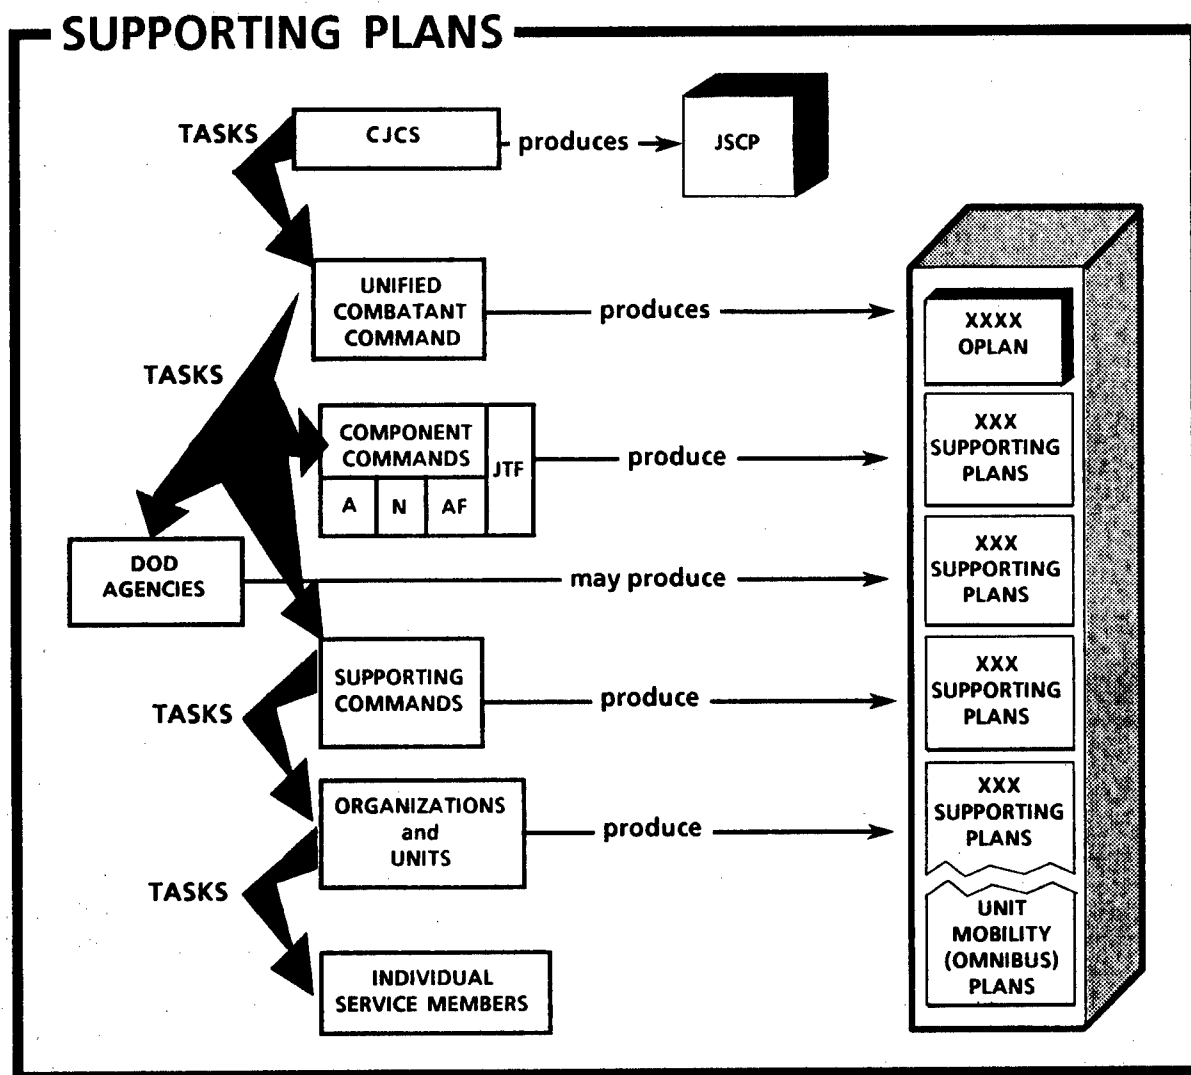 SUPPORTING PLANS
TASKS
CJCS
produces
JSCP
UNIFIED
COMBATANT
COMMAND
produces
XXXX
OPLAN
TASKS
COMPONENT
COMMANDS
JTF
A
N
AF
produce
XXX
SUPPORTING
PLANS
DOD
AGENCIES
may produce
XXX
SUPPORTING
PLANS
SUPPORTING
COMMANDS
produce
XXX
SUPPORTING
PLANS
TASKS
ORGANIZATIONS
and
UNITS
produce
XXX
SUPPORTING
PLANS
TASKS
UNIT
MOBILITY
(OMNIBUS)
PLANS
INDIVIDUAL
SERVICE MEMBERS